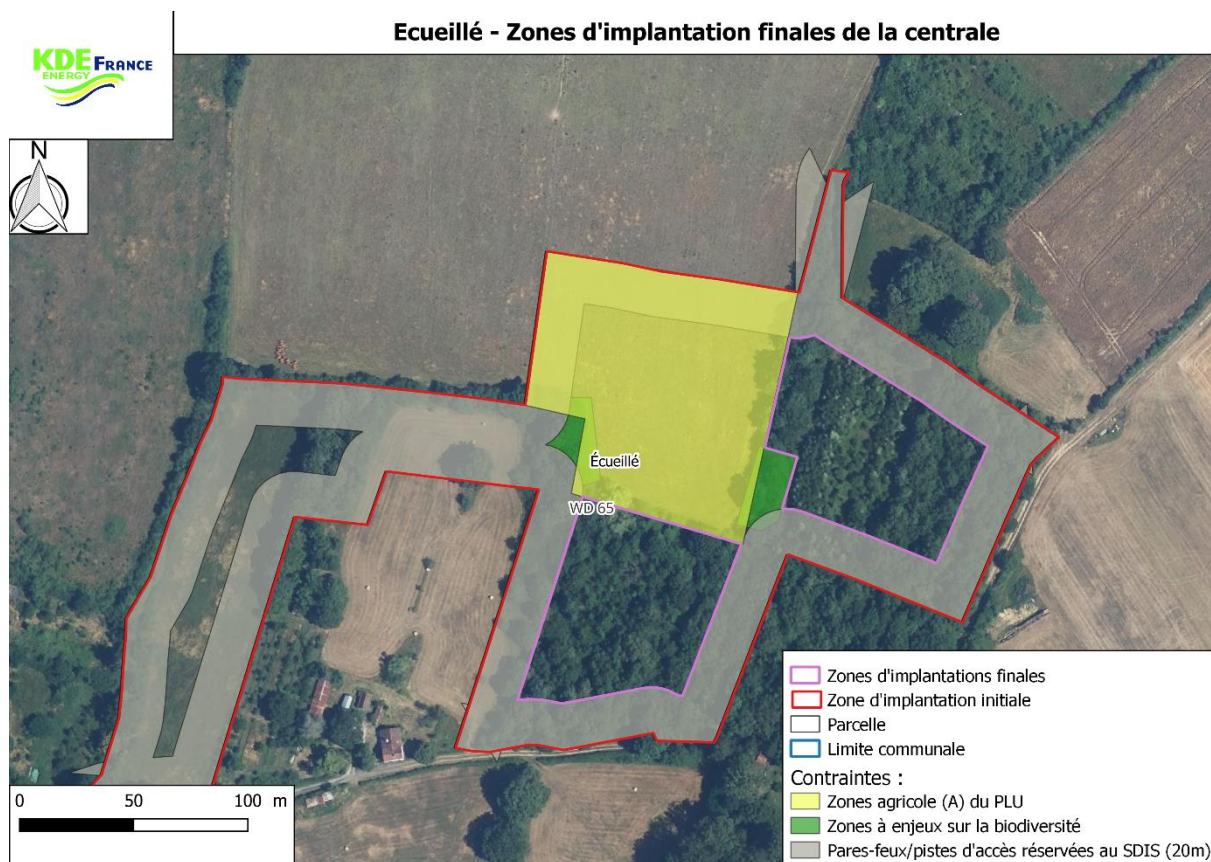 Ecueillé - Zones d'implantation finales de la centrale
KDE FRANCE
ENERGY
N
Écueillé
WD 65
0 50 100 m
Zones d'implantations finales
Zone d'implantation initiale
Parcelle
Limite communale
Contraintes :
Zones agricole (A) du PLU
Zones à enjeux sur la biodiversité
Pares-feux/pistes d'accès réservées au SDIS (20m)